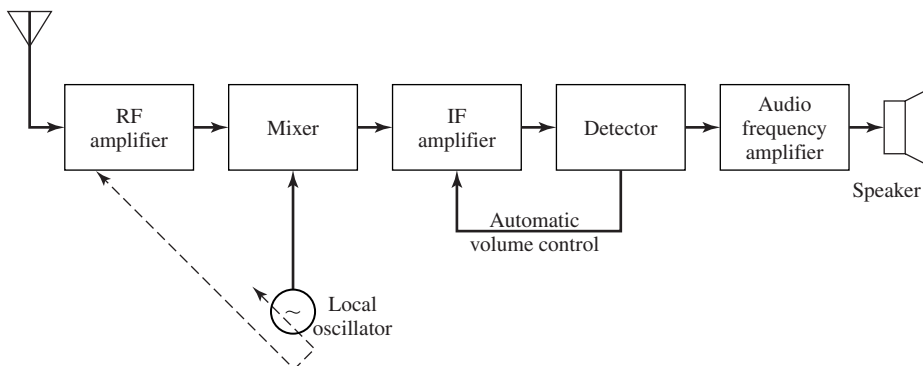 RF
amplifier
Mixer
IF
amplifier
Detector
Audio
frequency
amplifier
Speaker
Automatic
volume control
Local
oscillator
~